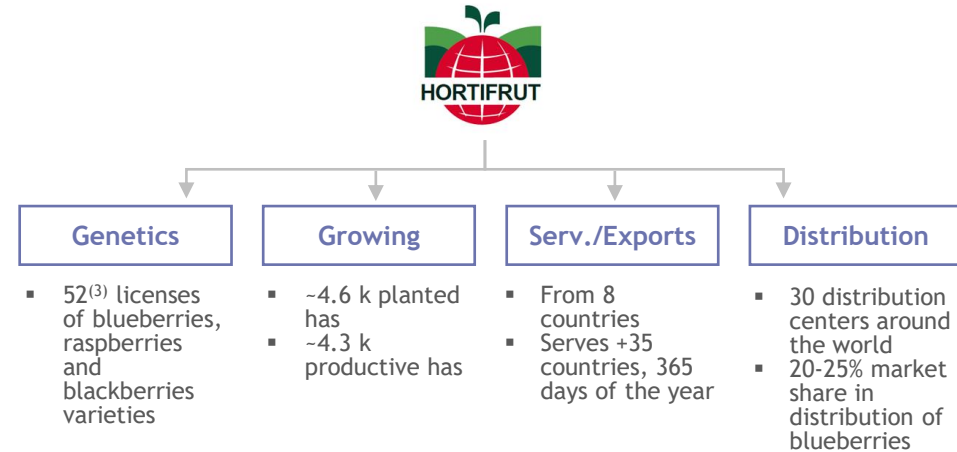 HORTIFRUT
Genetics
▪ 52(3) licenses
of blueberries,
raspberries
and
blackberries
varieties
Growing
▪ ~4.6 k planted
has
▪ ~4.3 k
productive has
Serv./Exports
▪ From 8
countries
▪ Serves +35
countries, 365
days of the year
Distribution
▪ 30 distribution
centers around
the world
▪ 20-25% market
share in
distribution of
blueberries